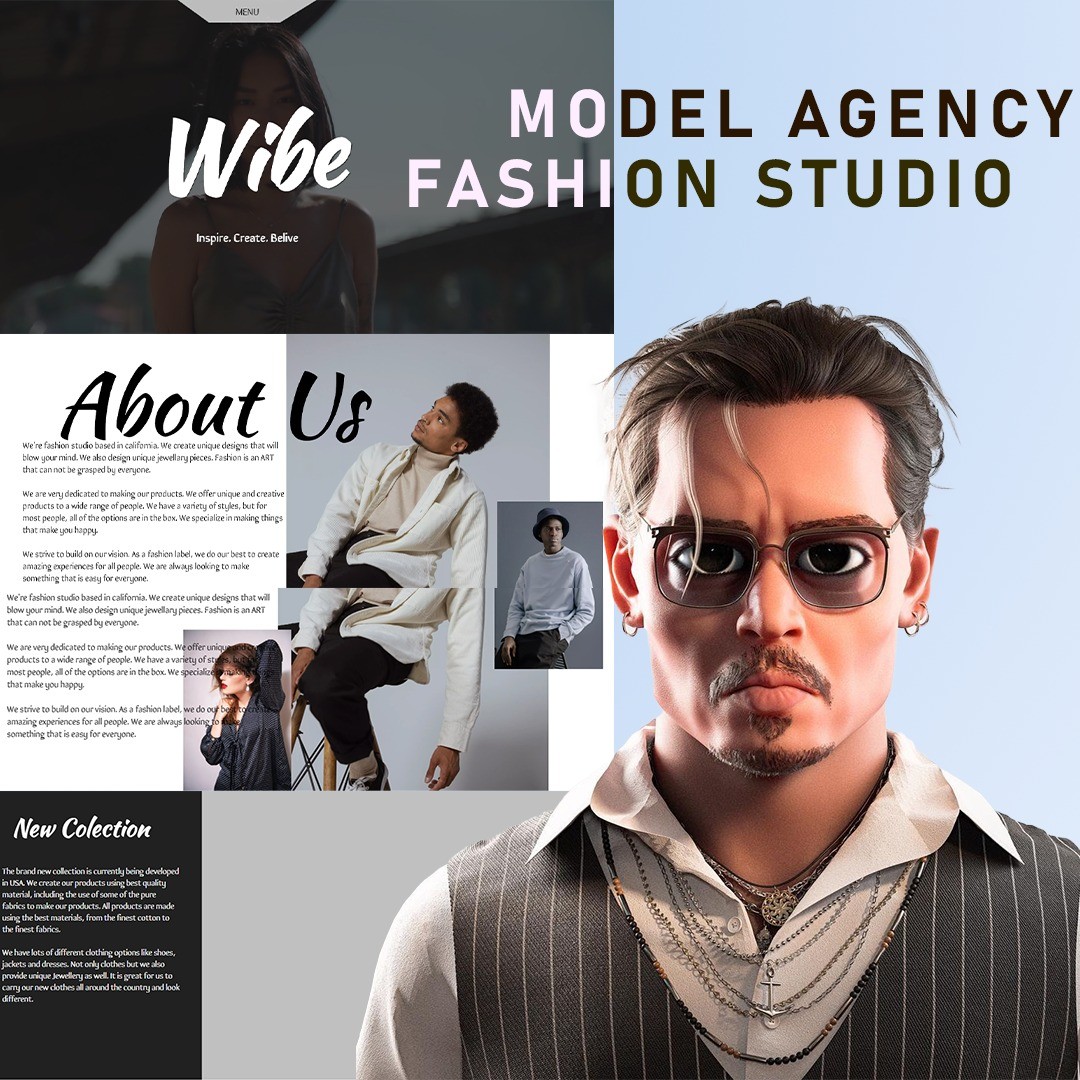 MENU
Wibe
Inspire. Create. Belive
MODEL AGENCY
FASHION STUDIO
About Us
We're fashion studio based in california. We create unique designs that will
blow your mind. We also design unique jewellary pieces. Fashion is an ART
that can not be grasped by everyone.
We are very dedicated to making our products. We offer unique and creative
products to a wide range of people. We have a variety of styles, but for
most people, all of the options are in the box. We specialize in making things
that make you happy.
We strive to build on our vision. As a fashion label, we do our best to create
amazing experiences for all people. We are always looking to make
something that is easy for everyone.
We're fashion studio based in california. We create unique designs that will
blow your mind. We also design unique jewellary pieces. Fashion is an ART
that can not be grasped by everyone.
We are very dedicated to making our products. We offer unique and creative
products to a wide range of people. We have a variety of styles, but for
most people, all of the options are in the box. We specialize in making things
that make you happy.
We strive to build on our vision. As a fashion label, we do our best to create
amazing experiences for all people. We are always looking to make
something that is easy for everyone.
New Colection
The brand new collection is currently being developed
in USA. We create our products using best quality
material, including the use of some of the pure
fabrics to make our products. All products are made
using the best materials, from the finest cotton to
the finest fabrics.
We have lots of different clothing options like shoes,
jackets and dresses. Not only clothes but we also
provide unique Jewellery as well. It is great for us to
carry our new clothes all around the country and look
different.